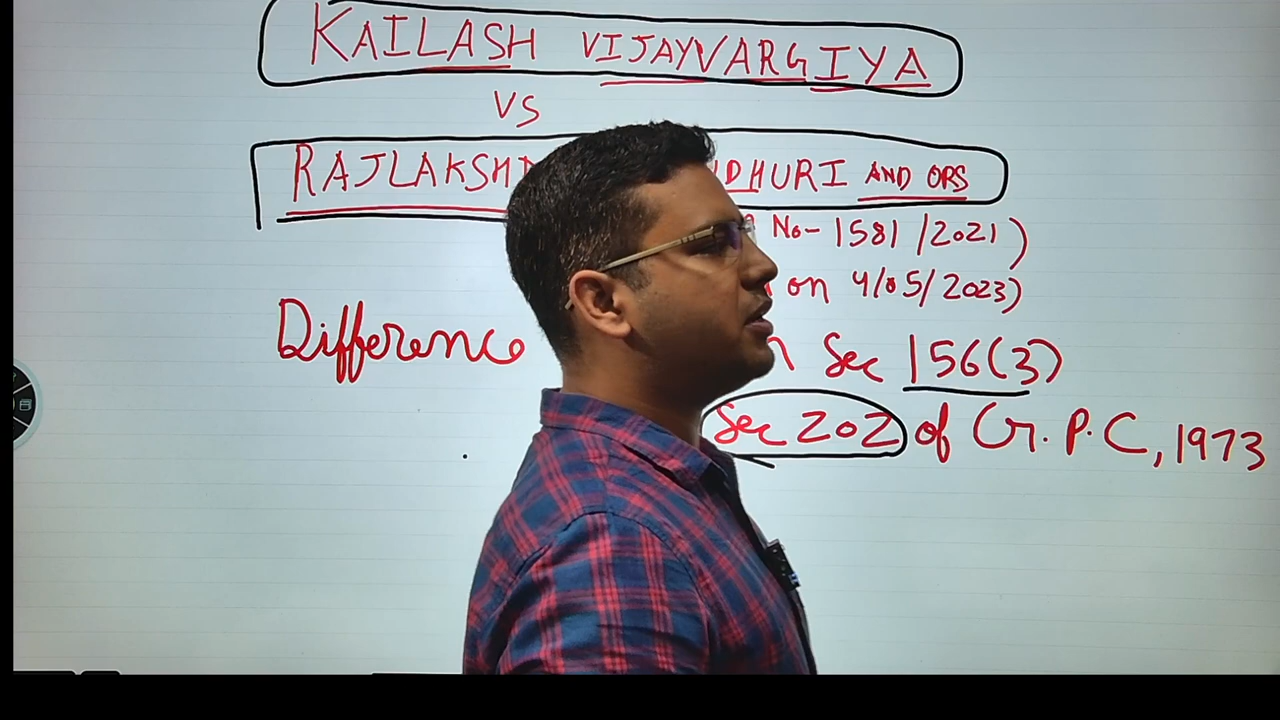 KAILASH VIJAYVARGIYA
VS
RAJLAKSH DHURI AND ORS
No- 1581 /2021)
on 4/05/2023)
Difference Sec 156(3)
Sec 202 of Cr. P. C, 1973